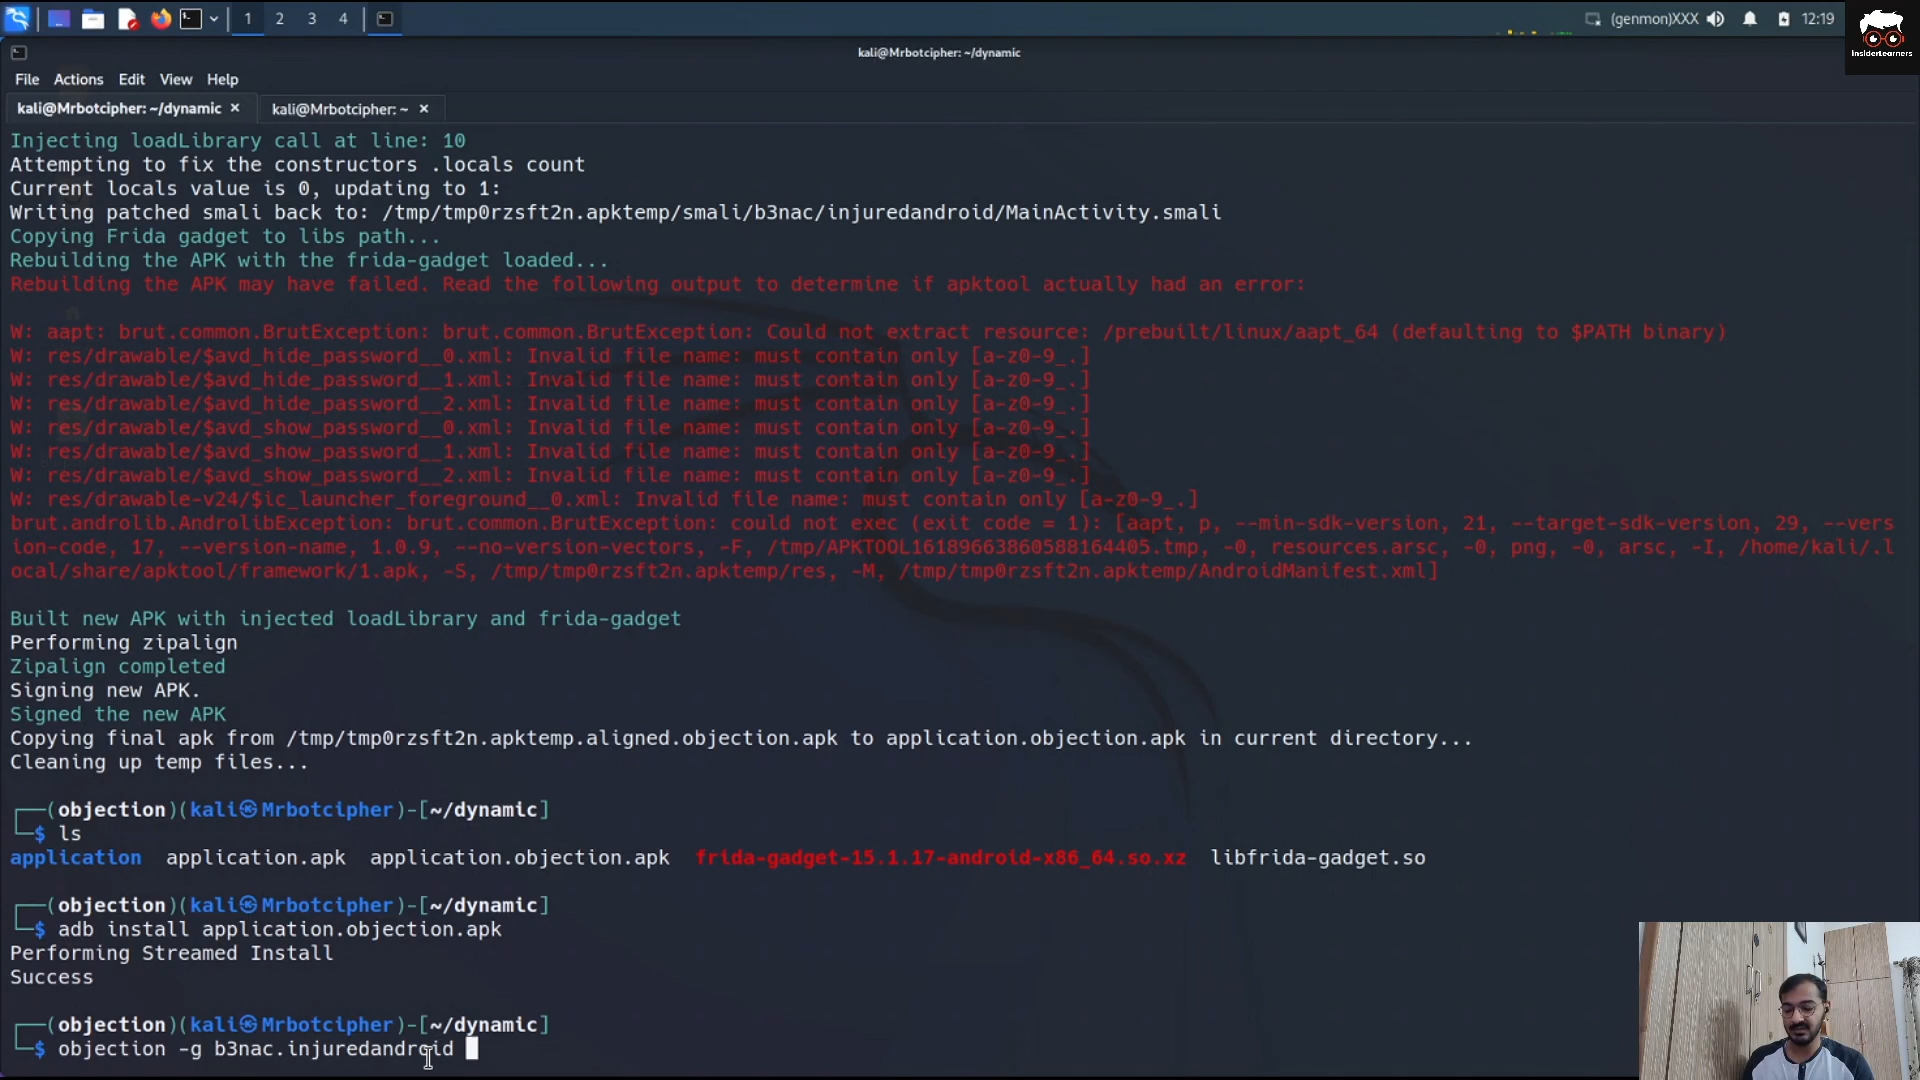 1 2 3 4 (genmon)XXX 12:19
InsiderLearners
kali@Mrbotcipher: ~/dynamic
File Actions Edit View Help
kali@Mrbotcipher: ~/dynamic × kali@Mrbotcipher: ~ ×
Injecting loadLibrary call at line: 10
Attempting to fix the constructors .locals count
Current locals value is 0, updating to 1:
Writing patched smali back to: /tmp/tmp0rzsft2n.apktemp/smali/b3nac/injuredandroid/MainActivity.smali
Copying Frida gadget to libs path...
Rebuilding the APK with the frida-gadget loaded...
Rebuilding the APK may have failed. Read the following output to determine if apktool actually had an error:
W: aapt: brut.common.BrutException: brut.common.BrutException: Could not extract resource: /prebuilt/linux/aapt_64 (defaulting to $PATH binary)
W: res/drawable/$avd_hide_password__0.xml: Invalid file name: must contain only [a-z0-9_.]
W: res/drawable/$avd_hide_password__1.xml: Invalid file name: must contain only [a-z0-9_.]
W: res/drawable/$avd_hide_password__2.xml: Invalid file name: must contain only [a-z0-9_.]
W: res/drawable/$avd_show_password__0.xml: Invalid file name: must contain only [a-z0-9_.]
W: res/drawable/$avd_show_password__1.xml: Invalid file name: must contain only [a-z0-9_.]
W: res/drawable/$avd_show_password__2.xml: Invalid file name: must contain only [a-z0-9_.]
W: res/drawable-v24/$ic_launcher_foreground__0.xml: Invalid file name: must contain only [a-z0-9_.]
brut.androlib.AndrolibException: brut.common.BrutException: could not exec (exit code = 1): [aapt, p, --min-sdk-version, 21, --target-sdk-version, 29, --vers
ion-code, 17, --version-name, 1.0.9, --no-version-vectors, -F, /tmp/APKTOOL16189663860588164405.tmp, -0, resources.arsc, -0, png, -0, arsc, -I, /home/kali/.l
ocal/share/apktool/framework/1.apk, -S, /tmp/tmp0rzsft2n.apktemp/res, -M, /tmp/tmp0rzsft2n.apktemp/AndroidManifest.xml]
Built new APK with injected loadLibrary and frida-gadget
Performing zipalign
Zipalign completed
Signing new APK.
Signed the new APK
Copying final apk from /tmp/tmp0rzsft2n.apktemp.aligned.objection.apk to application.objection.apk in current directory...
Cleaning up temp files...
┌──(objection)(kali㉿Mrbotcipher)-[~/dynamic]
└─$ ls
application application.apk application.objection.apk frida-gadget-15.1.17-android-x86_64.so.xz libfrida-gadget.so
┌──(objection)(kali㉿Mrbotcipher)-[~/dynamic]
└─$ adb install application.objection.apk
Performing Streamed Install
Success
┌──(objection)(kali㉿Mrbotcipher)-[~/dynamic]
└─$ objection -g b3nac.injuredandroid